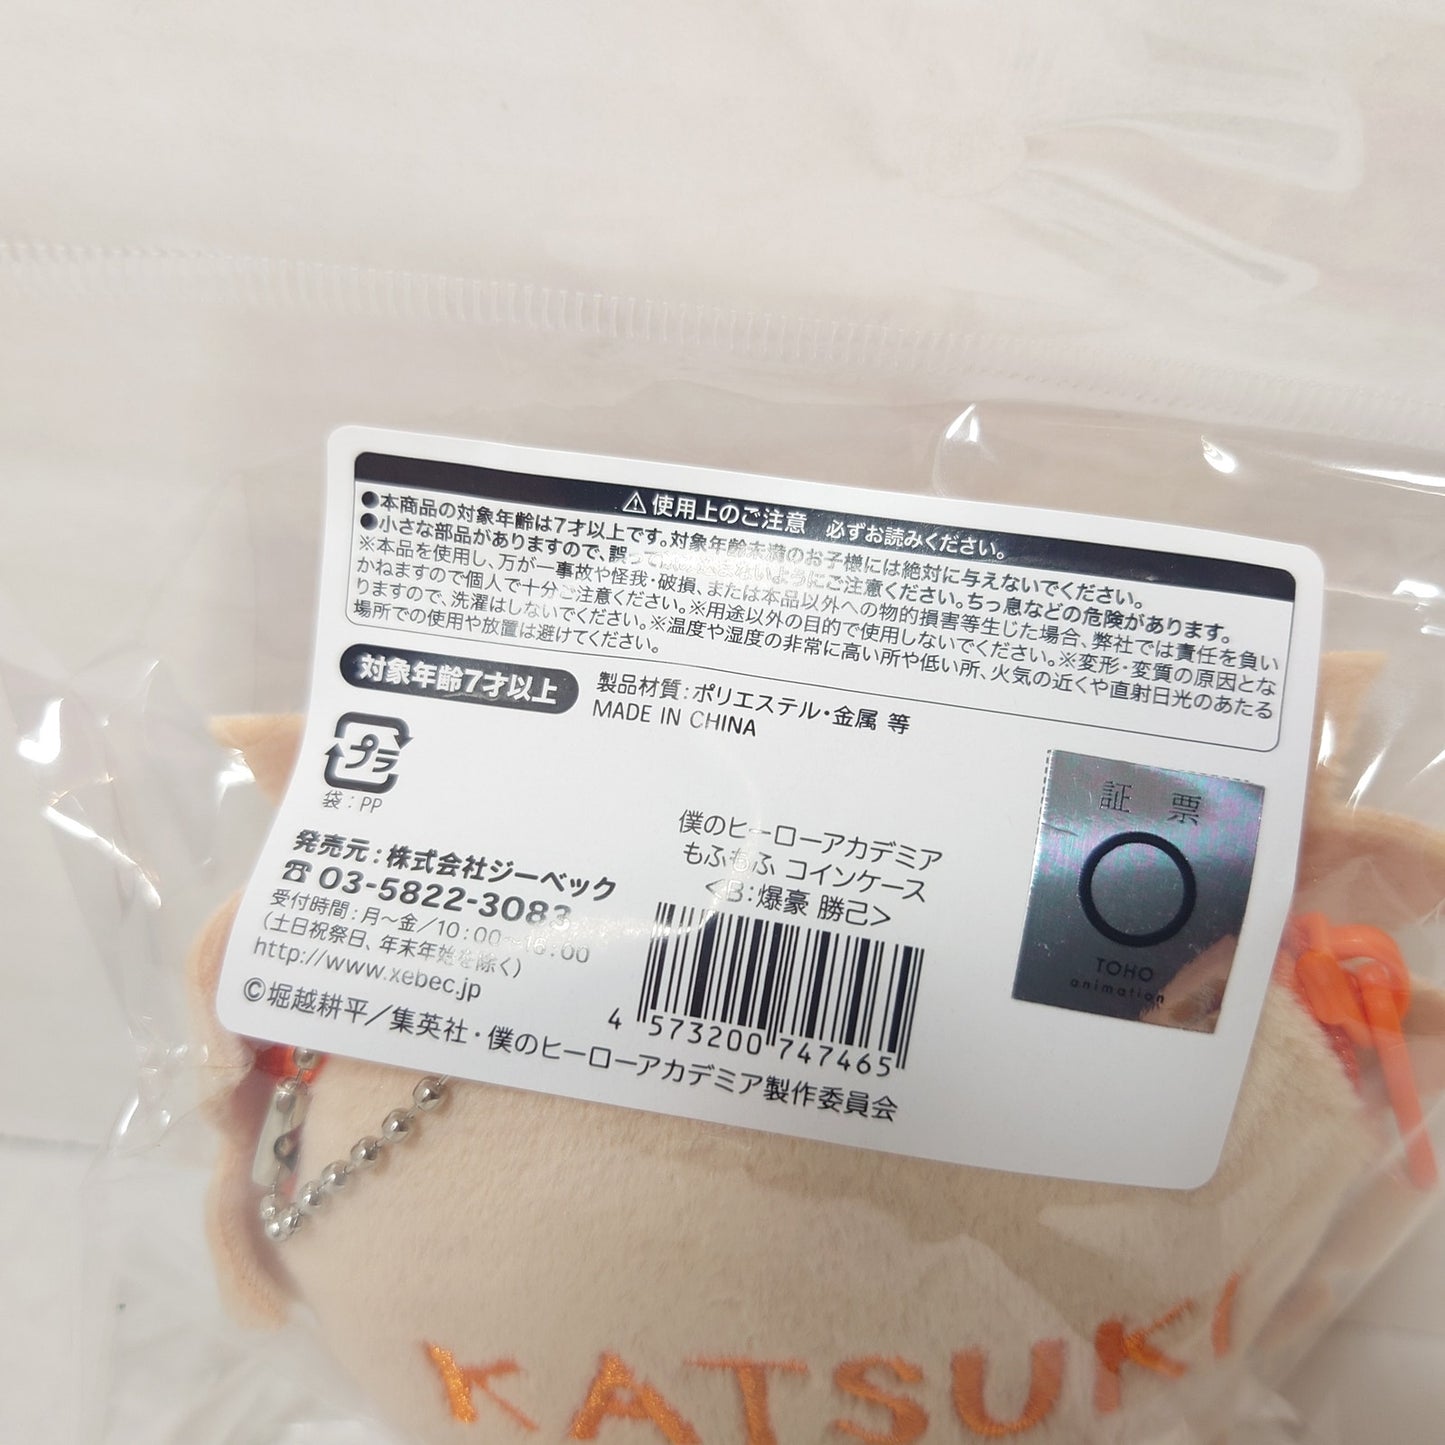 ⚠使用上のご注意 必ずお読みください。
●本商品の対象年齢は7才以上です。対象年齢未満のお子様には絶対に与えないでください。
●小さな部品がありますので、誤って飲み込まないようにご注意ください。ちっ息などの危険があります。
※本品を使用し、万が一事故や怪我・破損、または本品以外への物的損害等生じた場合、弊社では責任を負い
かねますので個人で十分ご注意ください。※用途以外の目的で使用しないでください。※変形・変質の原因とな
りますので、洗濯はしないでください。※温度や湿度の非常に高い所や低い所、火気の近くや直射日光のあたる
場所での使用や放置は避けてください。
対象年齢7才以上
製品材質:ポリエステル・金属 等
MADE IN CHINA
プラ
袋:PP
発売元:株式会社ジーベック
☎03-5822-3083
受付時間:月〜金/10:00〜16:00
(土日祝祭日、年末年始を除く)
http://www.xebec.jp
©堀越耕平/集英社・僕のヒーローアカデミア製作委員会
僕のヒーローアカデミア
もふもふ コインケース
<B:爆豪 勝己>
4 573200 747465
証票
TOHO
animation
KATSUKI